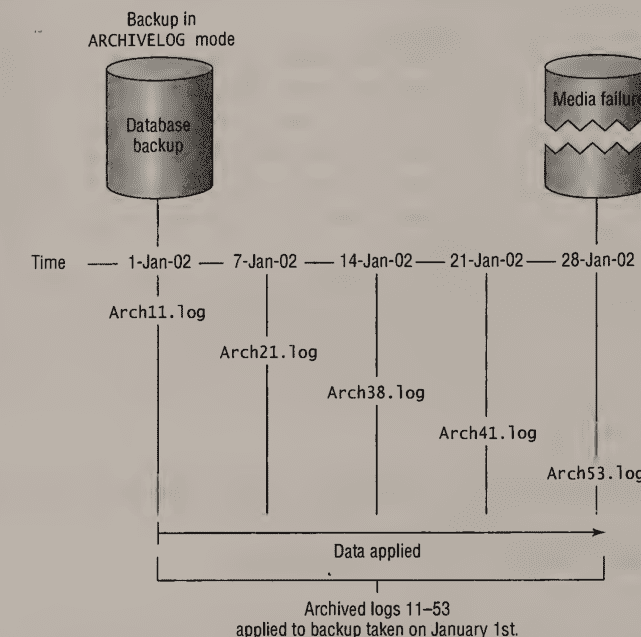 Backup in
ARCHIVELOG mode
Database
backup
Media failure
Time 1-Jan-02 7-Jan-02 14-Jan-02 21-Jan-02 28-Jan-02
Arch11.log
Arch21.log
Arch38.log
Arch41.log
Arch53.log
Data applied
Archived logs 11–53
applied to backup taken on January 1st.